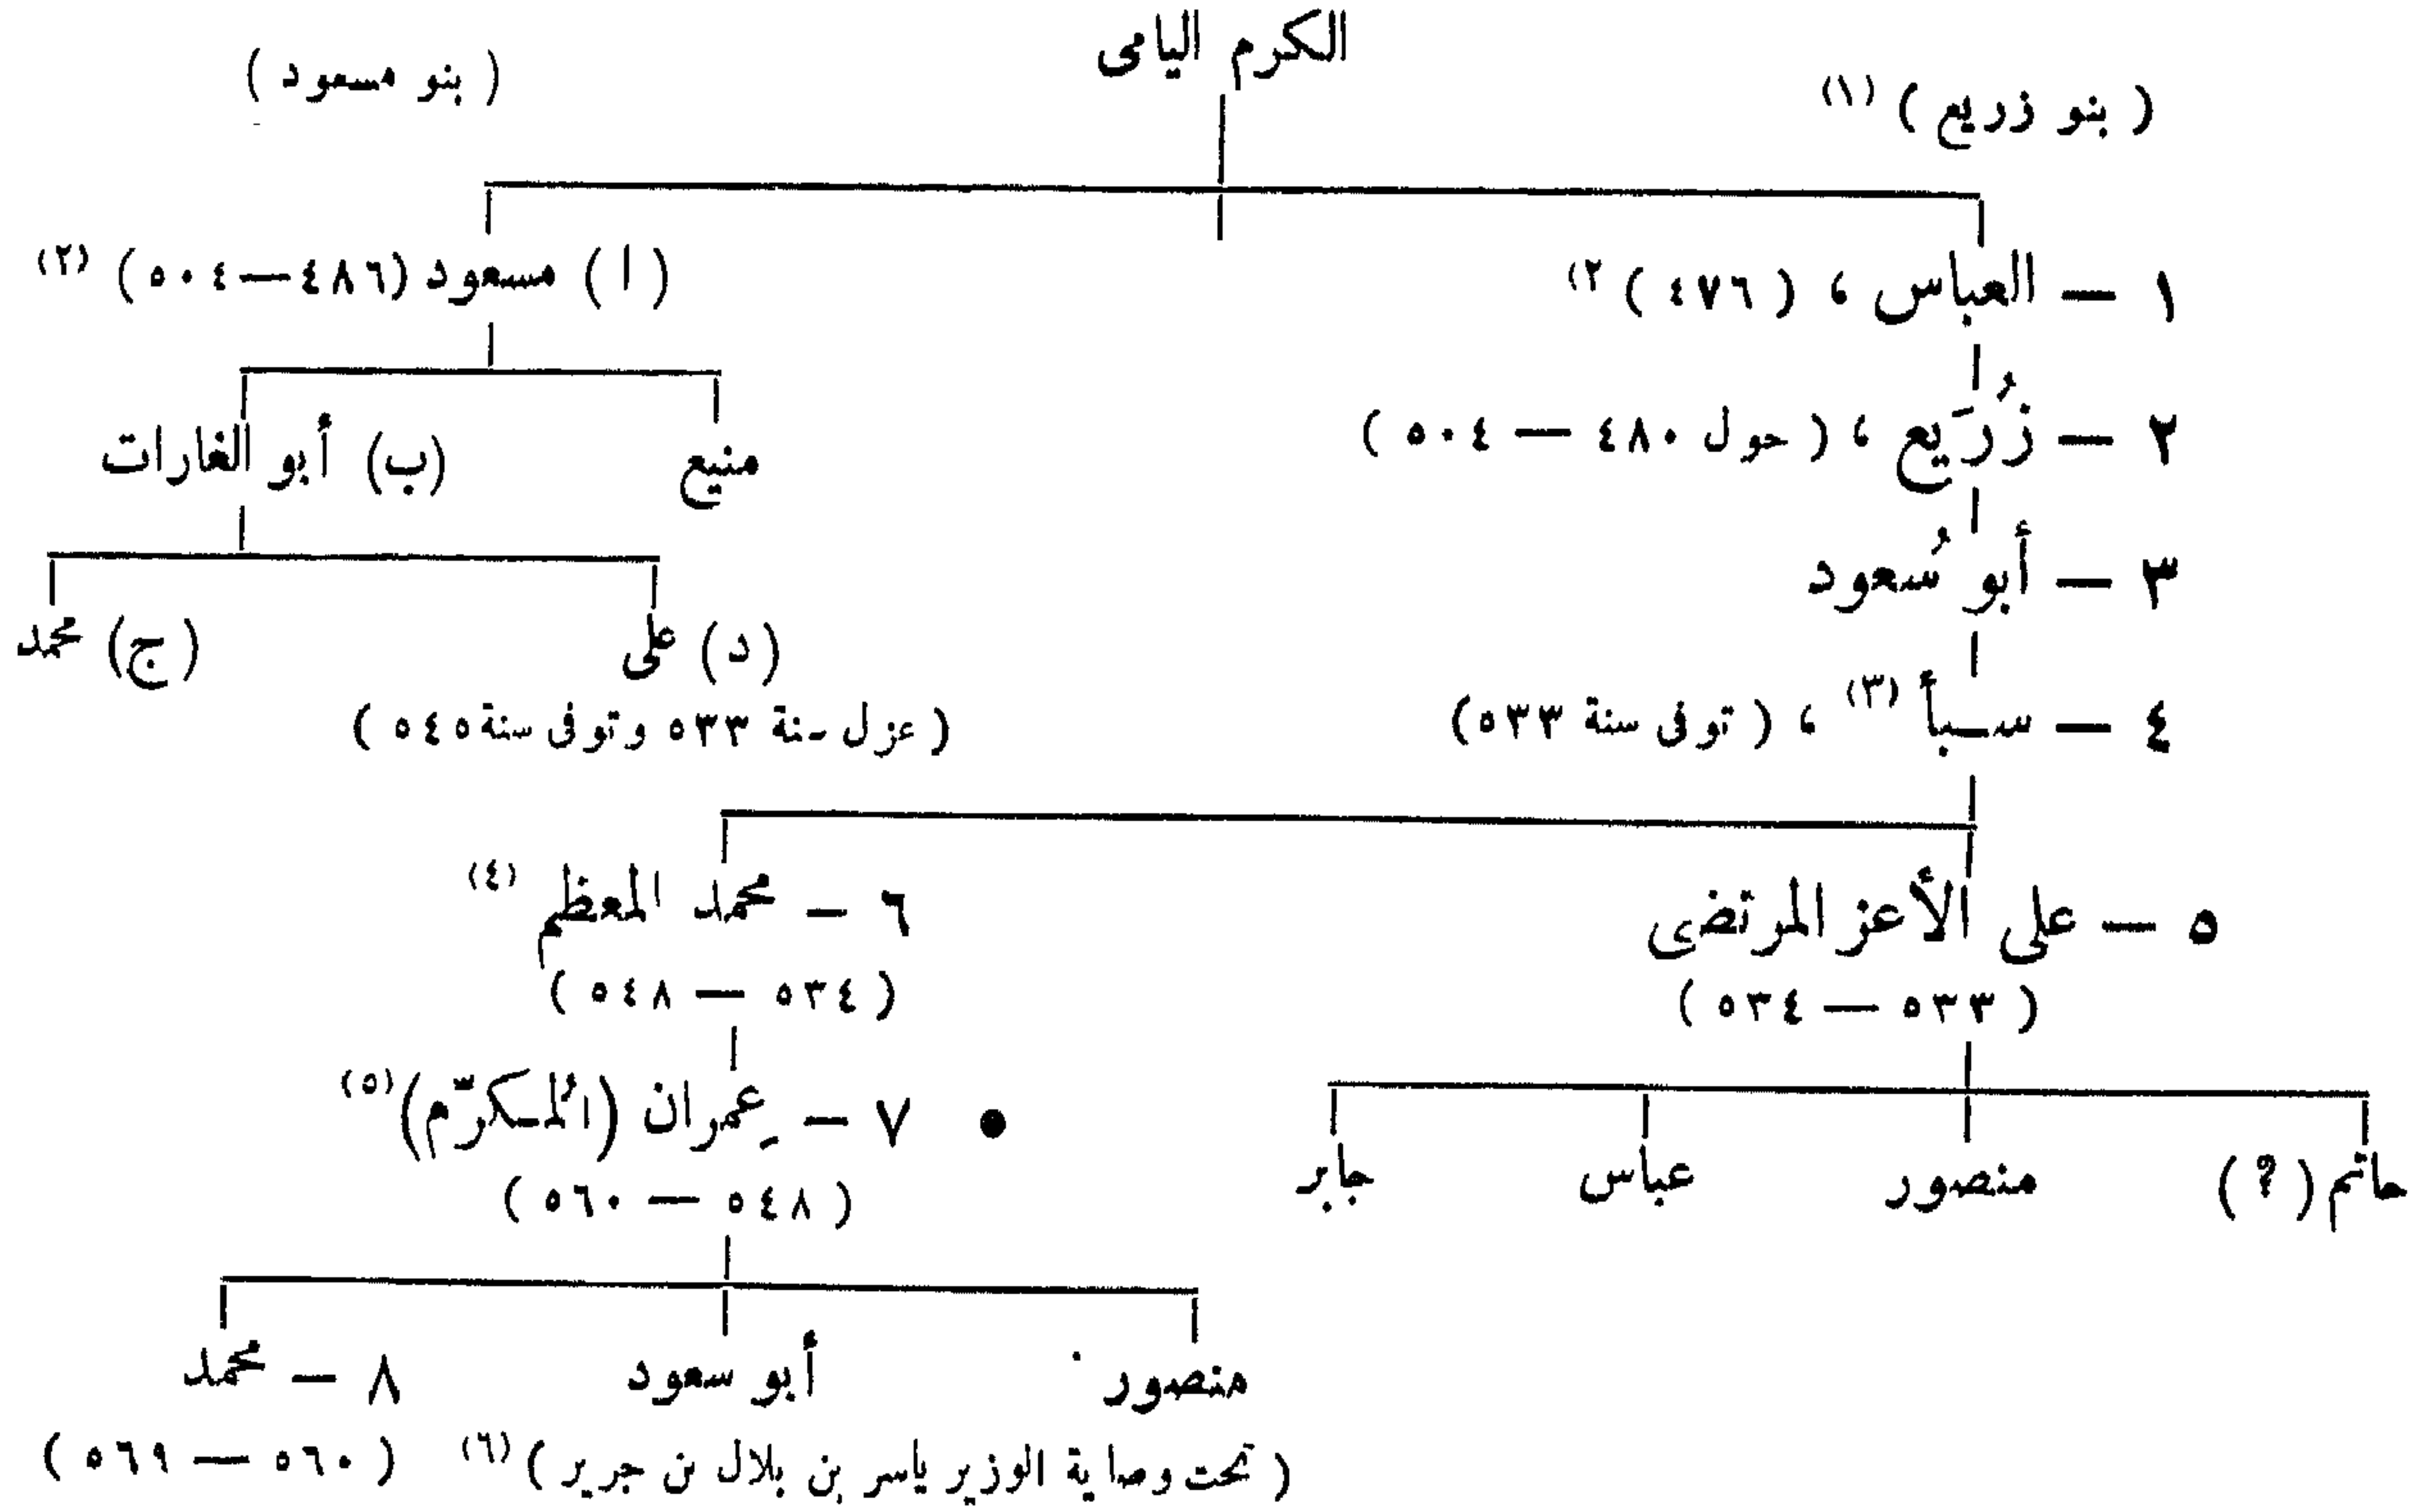 الكرم اليامى
( بنو زريع ) (١)
( بنو مسعود )
١ — العباس ، ( ٤٧٦ ) (٢
( ا ) مسعود (٤٨٦—٥٠٤) (٢)
٢ — زُرَيع ، ( حول ٤٨٠ — ٥٠٤ )
منيع
(ب) أبو الغارات
٣ — أبو سُعود
(د) على
(ج) محمد
٤ — سبأ (٣) ، ( توفى سنة ٥٣٣)
( عزل سنة ٥٣٣ وتوفى سنة ٥٤٥ )
٥ — على الأعز المرتضى
٦ — محمد المعظم (٤)
( ٥٣٣ — ٥٣٤ )
( ٥٣٤ — ٥٤٨ )
• ٧ — عِمران (المُكرّم) (٥)
حاتم ( ? )
منصور
عباس
جابر
( ٥٤٨ — ٥٦٠ )
منصور
أبو سعود
٨ — محمد
( تحت وصاية الوزير ياسر بن بلال بن جرير ) (٦)
( ٥٦٠ — ٥٦٩ )